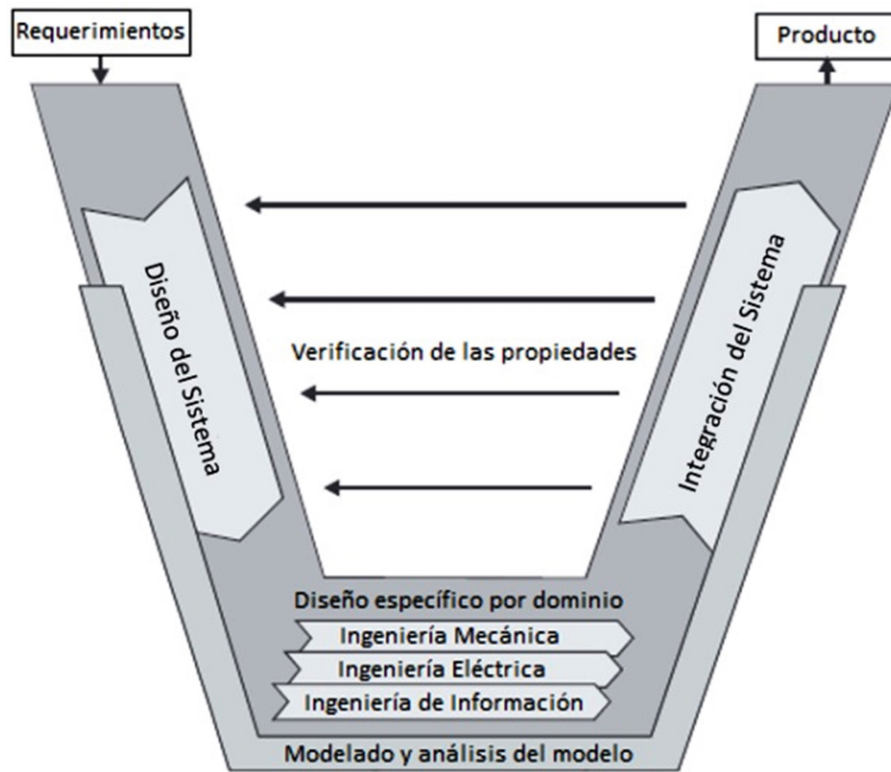 Requerimientos
Producto
Diseño del Sistema
Verificación de las propiedades
Integración del Sistema
Diseño específico por dominio
Ingeniería Mecánica
Ingeniería Eléctrica
Ingeniería de Información
Modelado y análisis del modelo